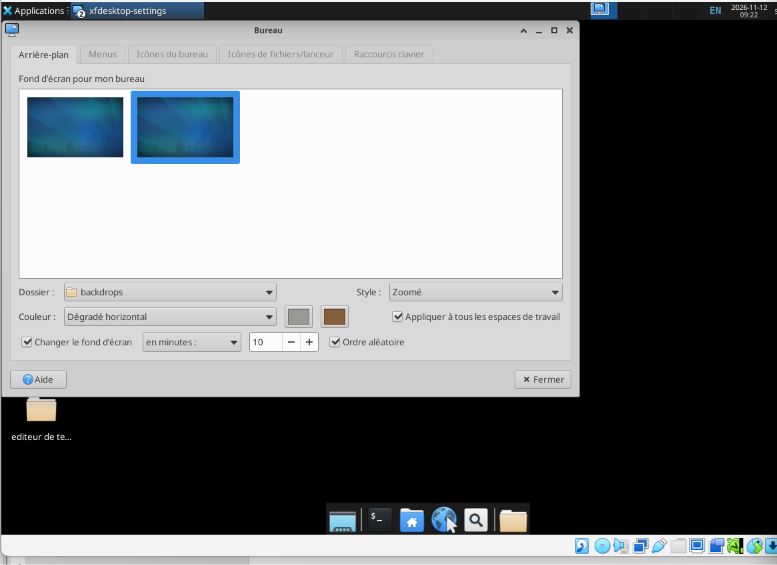 Applications
xfdesktop-settings
2
EN
2026-11-12
09:22
Bureau
Arrière-plan
Menus
Icônes du bureau
Icônes de fichiers/lanceur
Raccourcis clavier
Fond d'écran pour mon bureau
Dossier :
backdrops
Style :
Zoomé
Couleur :
Dégradé horizontal
Appliquer à tous les espaces de travail
Changer le fond d'écran
en minutes :
10
Ordre aléatoire
Aide
Fermer
editeur de te...
$_